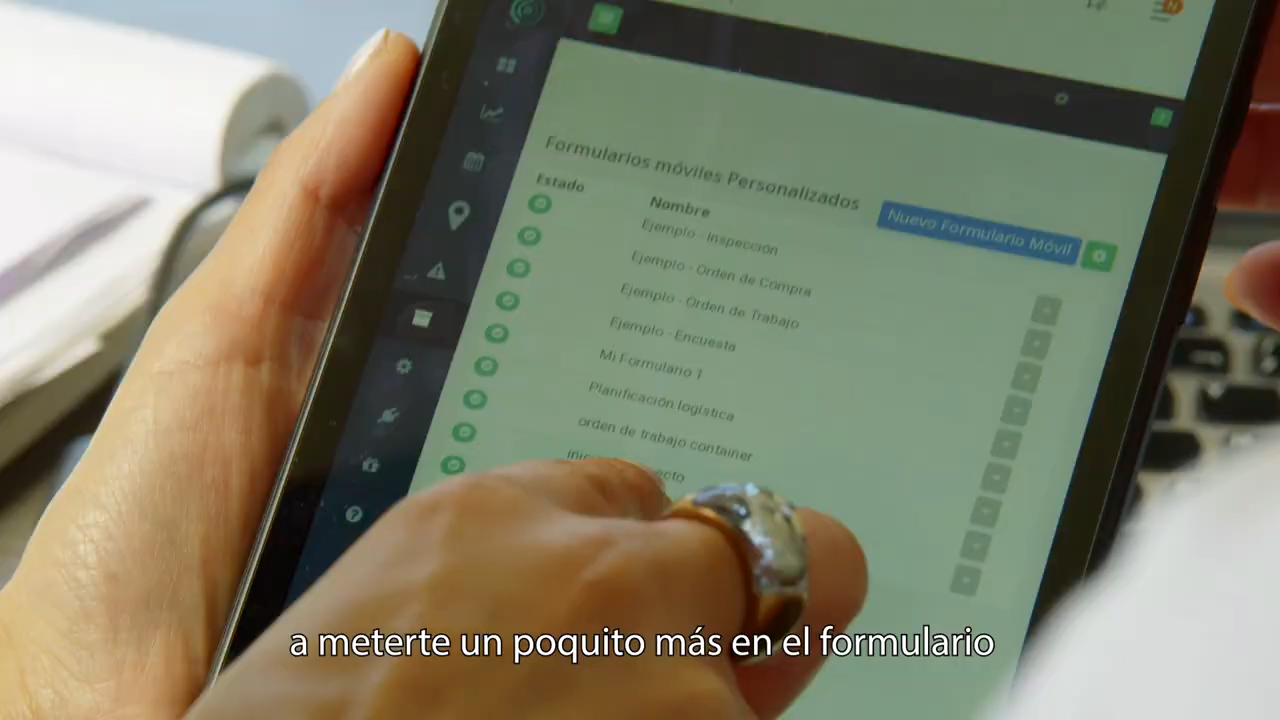 Formularios móviles Personalizados
Nuevo Formulario Móvil
Estado
Nombre
Ejemplo - Inspección
Ejemplo - Orden de Compra
Ejemplo - Orden de Trabajo
Ejemplo - Encuesta
Mi Formulario 1
Planificación logística
orden de trabajo container
a meterte un poquito más en el formulario